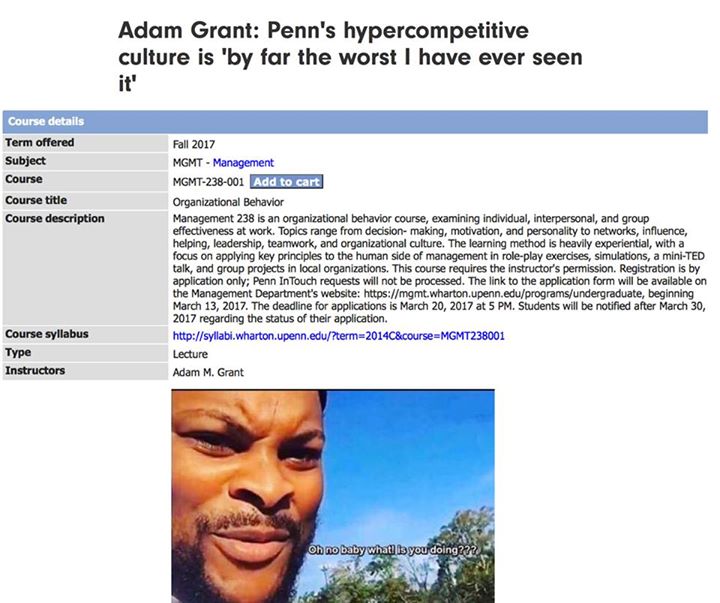 Adam Grant: Penn's hypercompetitive
culture is 'by far the worst I have ever seen
it'
Course details
Term offered Fall 2017
Subject MGMT - Management
Course MGMT-238-001 Add to cart
Course title Organizational Behavior
Course description Management 238 is an organizational behavior course, examining individual, interpersonal, and group
effectiveness at work. Topics range from decision- making, motivation, and personality to networks, influence,
helping, leadership, teamwork, and organizational culture. The learning method is heavily experiential, with a
focus on applying key principles to the human side of management in role-play exercises, simulations, a mini-TED
talk, and group projects in local organizations. This course requires the instructor's permission. Registration is by
application only; Penn InTouch requests will not be processed. The link to the application form will be available on
the Management Department's website: https://mgmt.wharton.upenn.edu/programs/undergraduate, beginning
March 13, 2017. The deadline for applications is March 20, 2017 at 5 PM. Students will be notified after March 30,
2017 regarding the status of their application.
Course syllabus http://syllabi.wharton.upenn.edu/?term=2014C&course=MGMT238001
Type Lecture
Instructors Adam M. Grant
Oh no baby what! is you doing???